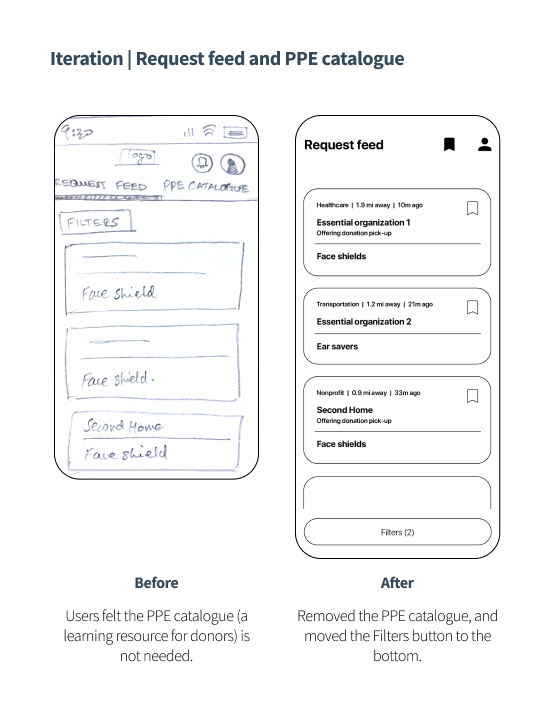 Iteration | Request feed and PPE catalogue
9:30
Logo
REQUEST FEED PPE CATALOGUE
FILTERS
Face Shield
Face Shield.
Second Home
Face Shield
Request feed
Healthcare | 1.9 mi away | 10m ago
Essential organization 1
Offering donation pick-up
Face shields
Transportation | 1.2 mi away | 21m ago
Essential organization 2
Ear savers
Nonprofit | 0.9 mi away | 33m ago
Second Home
Offering donation pick-up
Face shields
Filters (2)
Before
Users felt the PPE catalogue (a
learning resource for donors) is
not needed.
After
Removed the PPE catalogue, and
moved the Filters button to the
bottom.